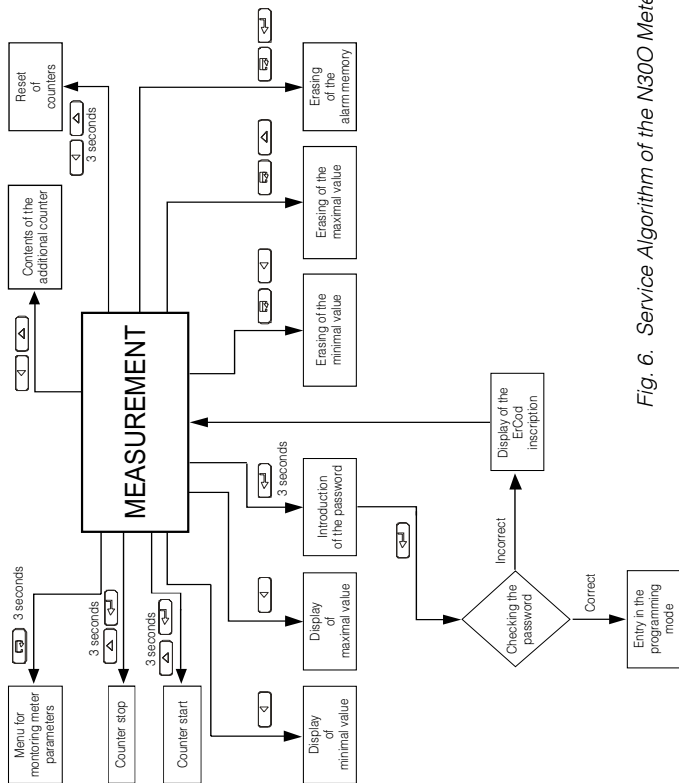 Reset
of
counters
3 seconds
Contents of the
additional counter
MEASUREMENT
Menu for
montoring meter
parameters
3 seconds
Counter stop
3 seconds
Counter start
3 seconds
Display
of
minimal value
Display
of
maximal value
3 seconds
Introduction
of the password
Erasing of the
minimal value
Erasing of the
maximal value
Erasing
of the
alarm memory
Checking the
password
Incorrect
Display of the
ErCod
inscription
Correct
Entry in the
programming
mode
Fig. 6. Service Algorithm of the N30O Mete